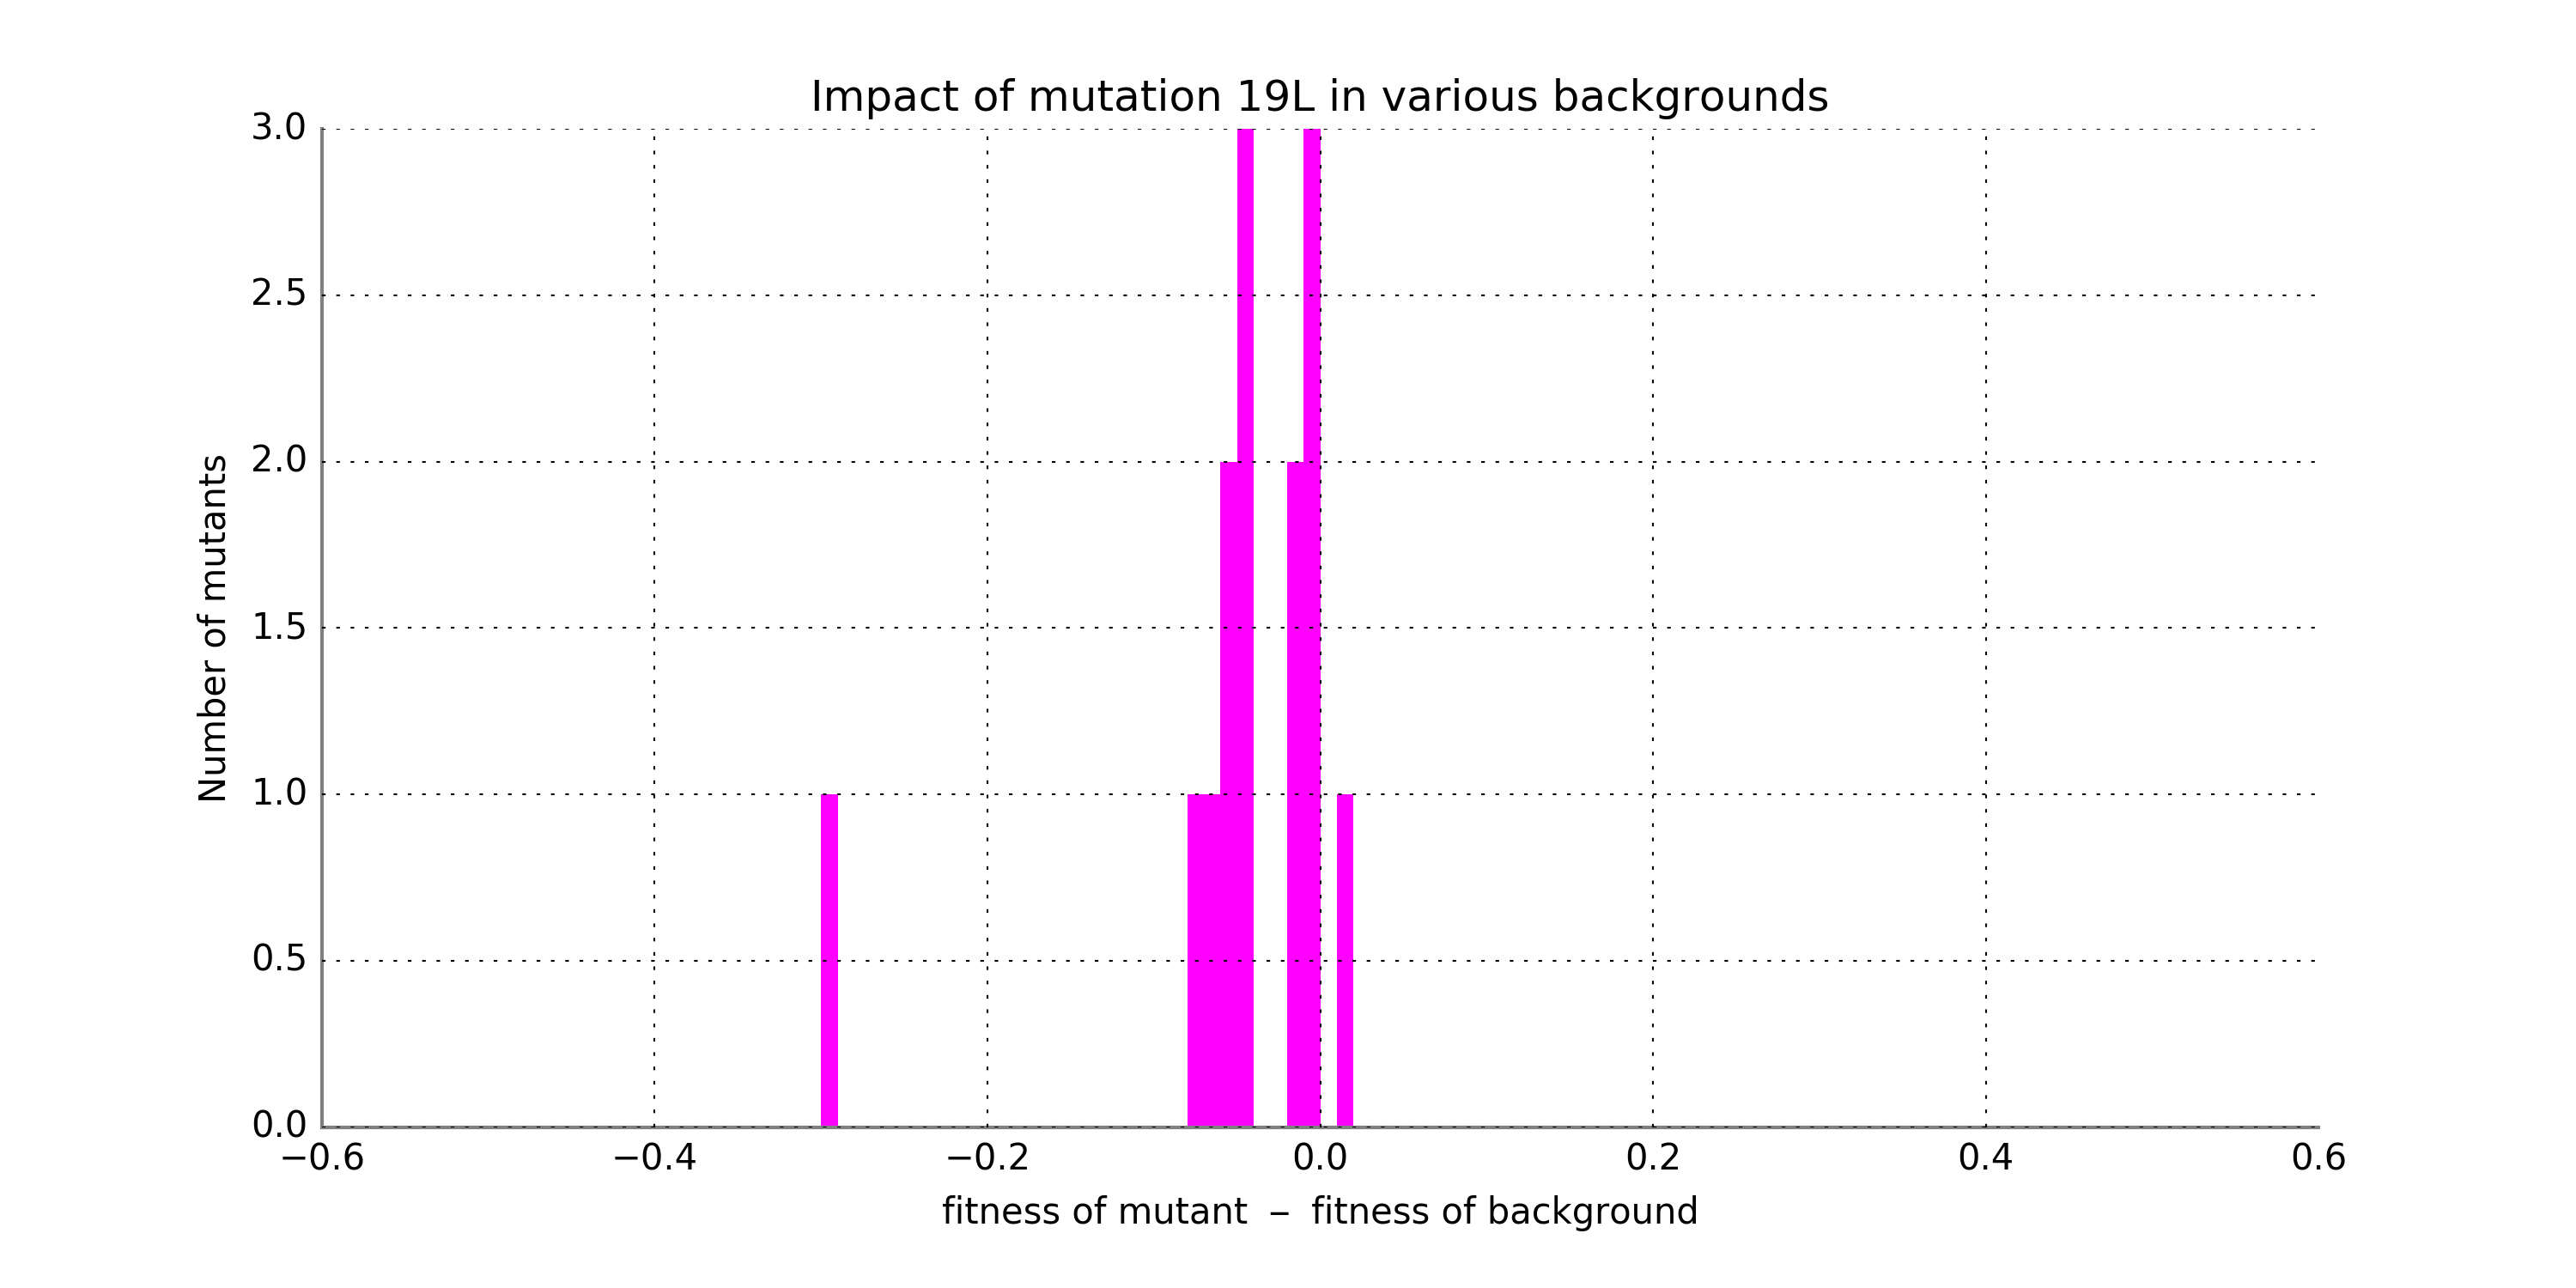 Impact of mutation 19L in various backgrounds
3.0
2.5
2.0
1.5
1.0
0.5
0.0
Number of mutants
−0.6 −0.4 −0.2 0.0 0.2 0.4 0.6
fitness of mutant − fitness of background